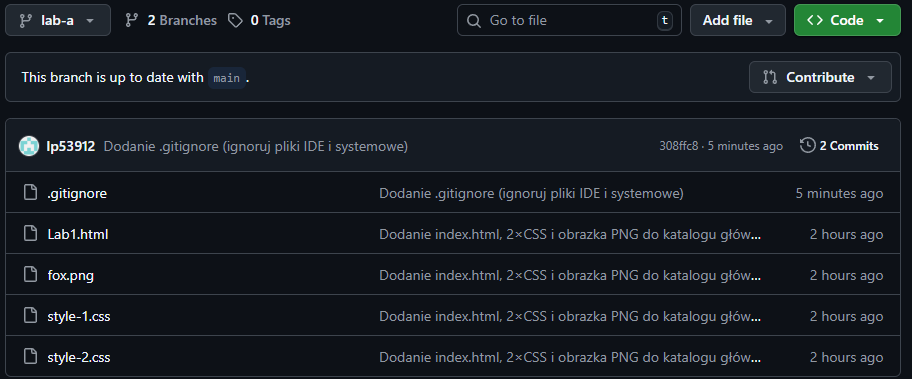 lab-a 2 Branches 0 Tags Go to file t Add file Code
This branch is up to date with main. Contribute
lp53912 Dodanie .gitignore (ignoruj pliki IDE i systemowe) 308ffc8 · 5 minutes ago 2 Commits
.gitignore Dodanie .gitignore (ignoruj pliki IDE i systemowe) 5 minutes ago
Lab1.html Dodanie index.html, 2×CSS i obrazka PNG do katalogu głów... 2 hours ago
fox.png Dodanie index.html, 2×CSS i obrazka PNG do katalogu głów... 2 hours ago
style-1.css Dodanie index.html, 2×CSS i obrazka PNG do katalogu głów... 2 hours ago
style-2.css Dodanie index.html, 2×CSS i obrazka PNG do katalogu głów... 2 hours ago